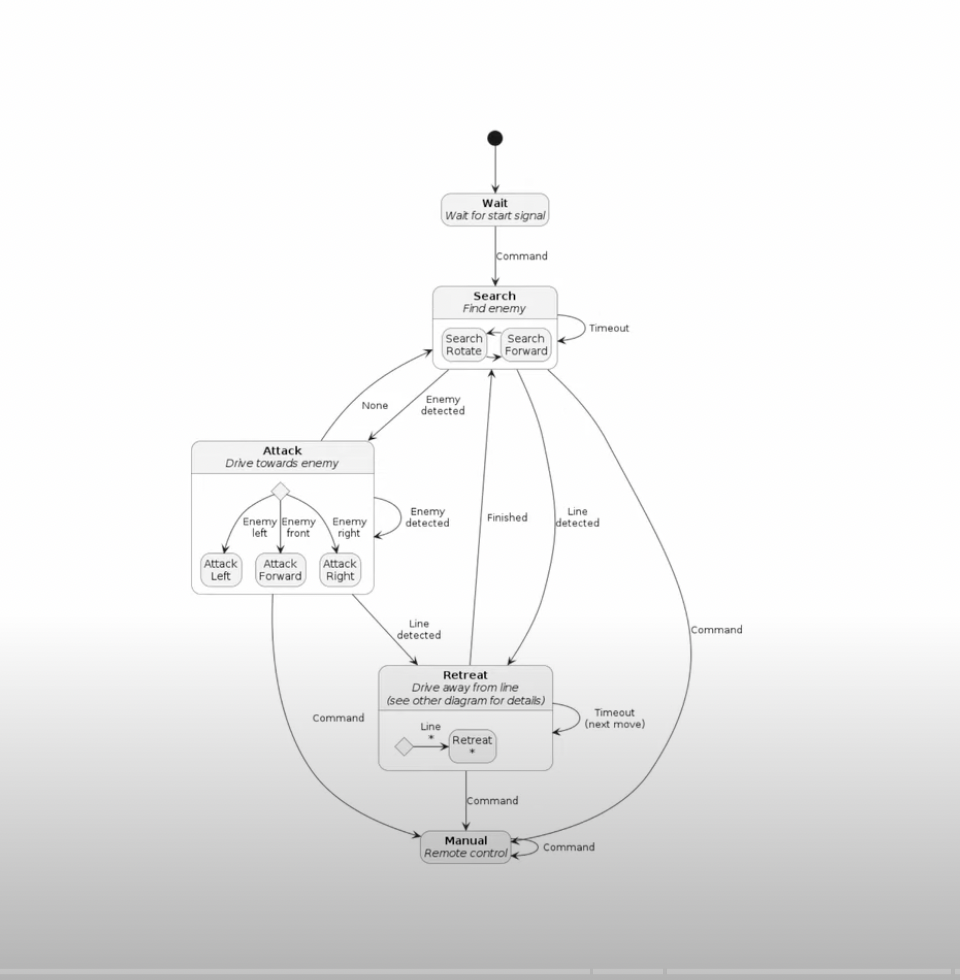 Wait
Wait for start signal
Command
Search
Find enemy
Search
Rotate
Search
Forward
Timeout
None
Enemy
detected
Attack
Drive towards enemy
Enemy
left
Enemy
front
Enemy
right
Attack
Left
Attack
Forward
Attack
Right
Enemy
detected
Finished
Line
detected
Line
detected
Command
Retreat
Drive away from line
(see other diagram for details)
Line
*
Retreat
*
Timeout
(next move)
Command
Command
Manual
Remote control
Command